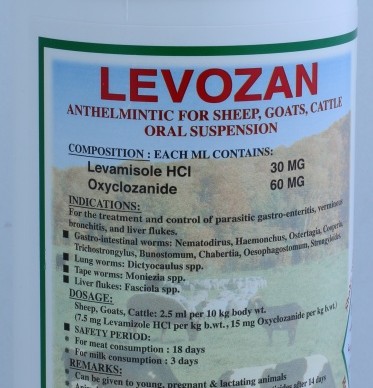 LEVOZAN
ANTHELMINTIC FOR SHEEP, GOATS, CATTLE
ORAL SUSPENSION
COMPOSITION : EACH ML CONTAINS:
Levamisole HCl 30 MG
Oxyclozanide 60 MG
INDICATIONS:
For the treatment and control of parasitic gastro-enteritis, verminous
bronchitis, and liver flukes.
■ Gastro-intestinal worms: Nematodirus, Haemonchus, Ostertagia, Cooperia,
Trichostrongylus, Bunostomum, Chabertia, Oesophagostomum, Strongyloides.
■ Lung worms: Dictyocaulus spp.
■ Tape worms: Moniezia spp.
■ Liver flukes: Fasciola spp.
DOSAGE:
Sheep, Goats, Cattle: 2.5 ml per 10 kg body wt.
(7.5 mg Levamizole HCl per kg b.wt., 15 mg Oxyclozanide per kg b.wt.)
■ SAFETY PERIOD:
For meat consumption : 18 days
For milk consumption : 3 days
REMARKS:
Can be given to young, pregnant & lactating animals
after 14 days